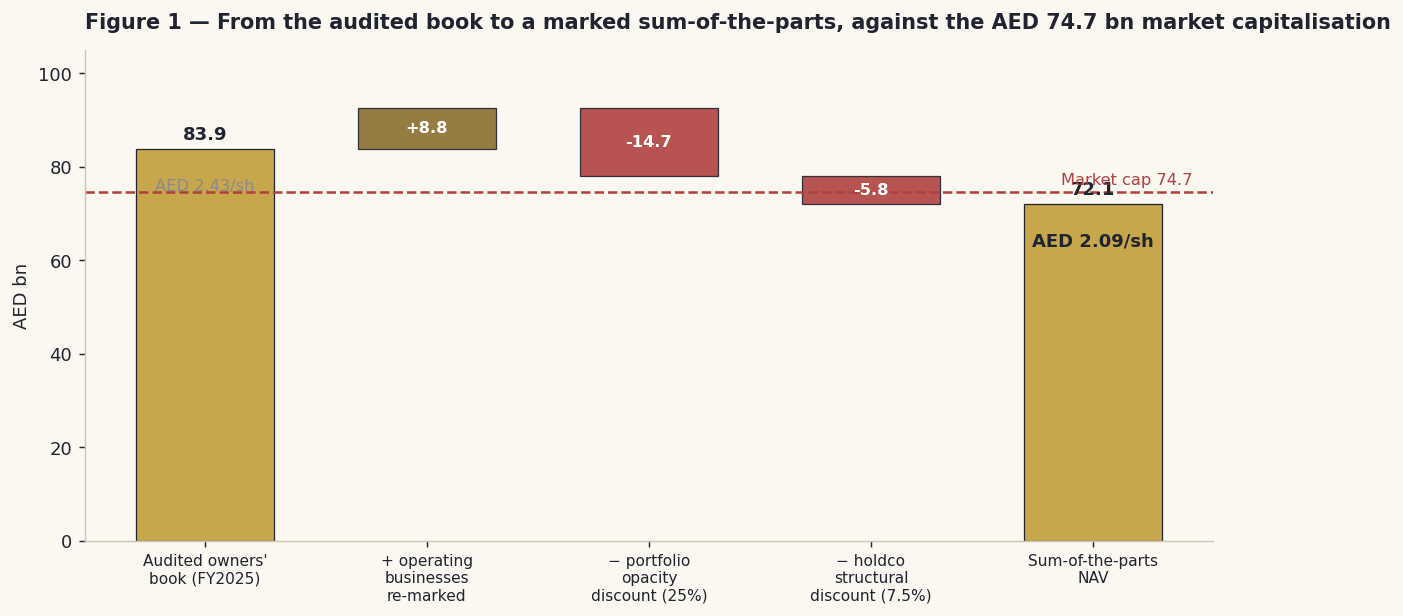 Figure 1 — From the audited book to a marked sum-of-the-parts, against the AED 74.7 bn market capitalisation
AED bn
100
80
60
40
20
0
83.9
AED 2.43/sh
+8.8
-14.7
-5.8
Market cap 74.7
72.1
AED 2.09/sh
Audited owners'
book (FY2025)
+ operating
businesses
re-marked
− portfolio
opacity
discount (25%)
− holdco
structural
discount (7.5%)
Sum-of-the-parts
NAV